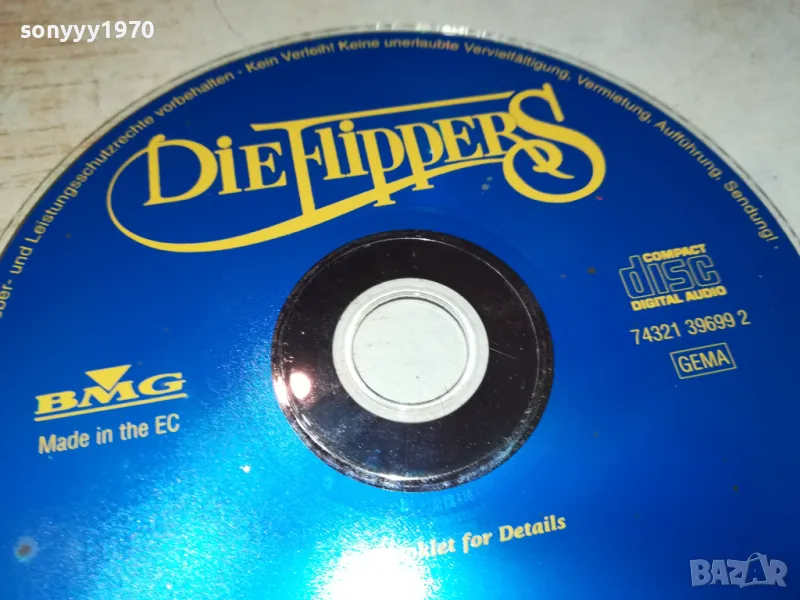 sonyyy1970
und Leistungsschutzrechte vorbehalten - Kein Verleih! Keine unerlaubte Vervielfältigung, Vermietung, Aufführung, Sendung!
DIE FLIPPERS
COMPACT
disc
DIGITAL AUDIO
74321 39699 2
GEMA
BMG
Made in the EC
for Details
BAZAR